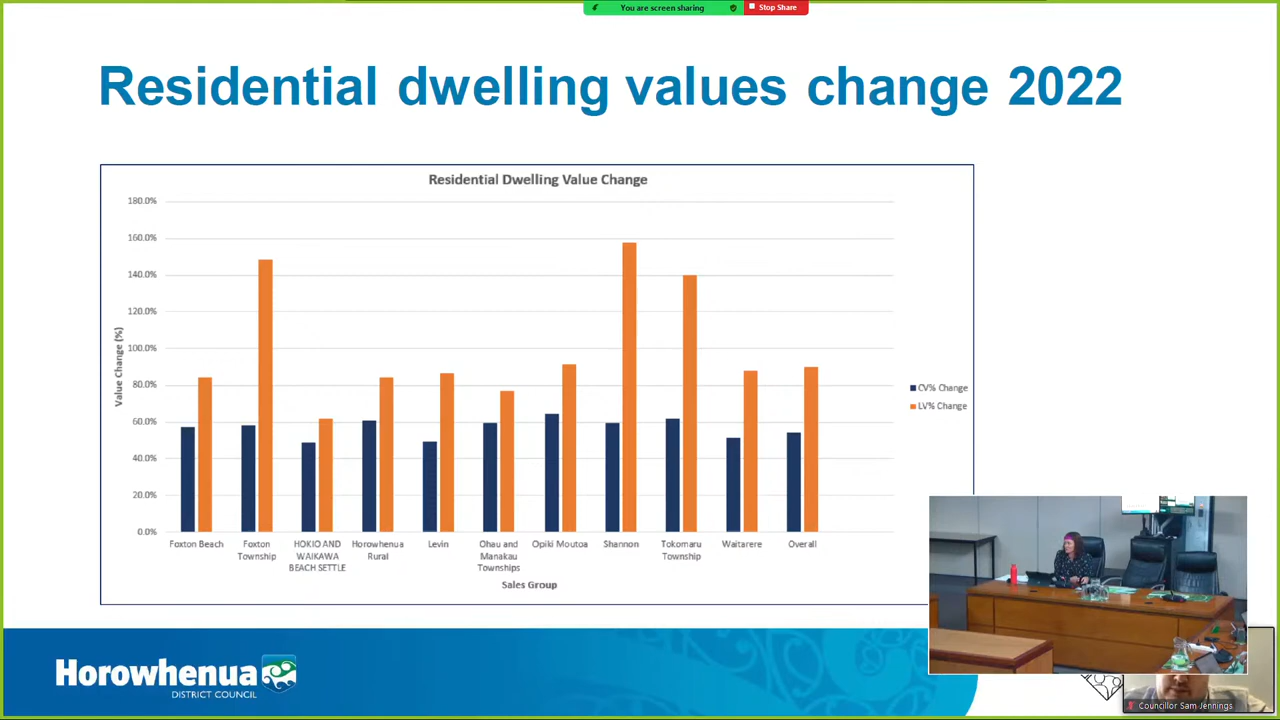 You are screen sharing
Stop Share
Residential dwelling values change 2022
Residential Dwelling Value Change
180.0%
160.0%
140.0%
120.0%
100.0%
80.0%
60.0%
40.0%
20.0%
0.0%
Value Change (%)
Foxton Beach
Foxton Township
HOKIO AND WAIKAWA BEACH SETTLE
Horowhenua Rural
Levin
Ohau and Manakau Townships
Opiki Moutoa
Shannon
Tokomaru Township
Waitarere
Overall
Sales Group
CV% Change
LV% Change
Horowhenua
DISTRICT COUNCIL
Councillor Sam Jennings